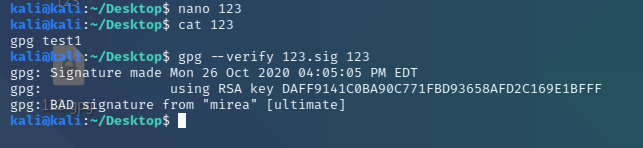 kali@kali:~/Desktop$ nano 123
kali@kali:~/Desktop$ cat 123
gpg test1
kali@kali:~/Desktop$ gpg --verify 123.sig 123
gpg: Signature made Mon 26 Oct 2020 04:05:05 PM EDT
gpg:                using RSA key DAFF9141C0BA90C771FBD93658AFD2C169E1BFFF
gpg: BAD signature from "mirea" [ultimate]
kali@kali:~/Desktop$